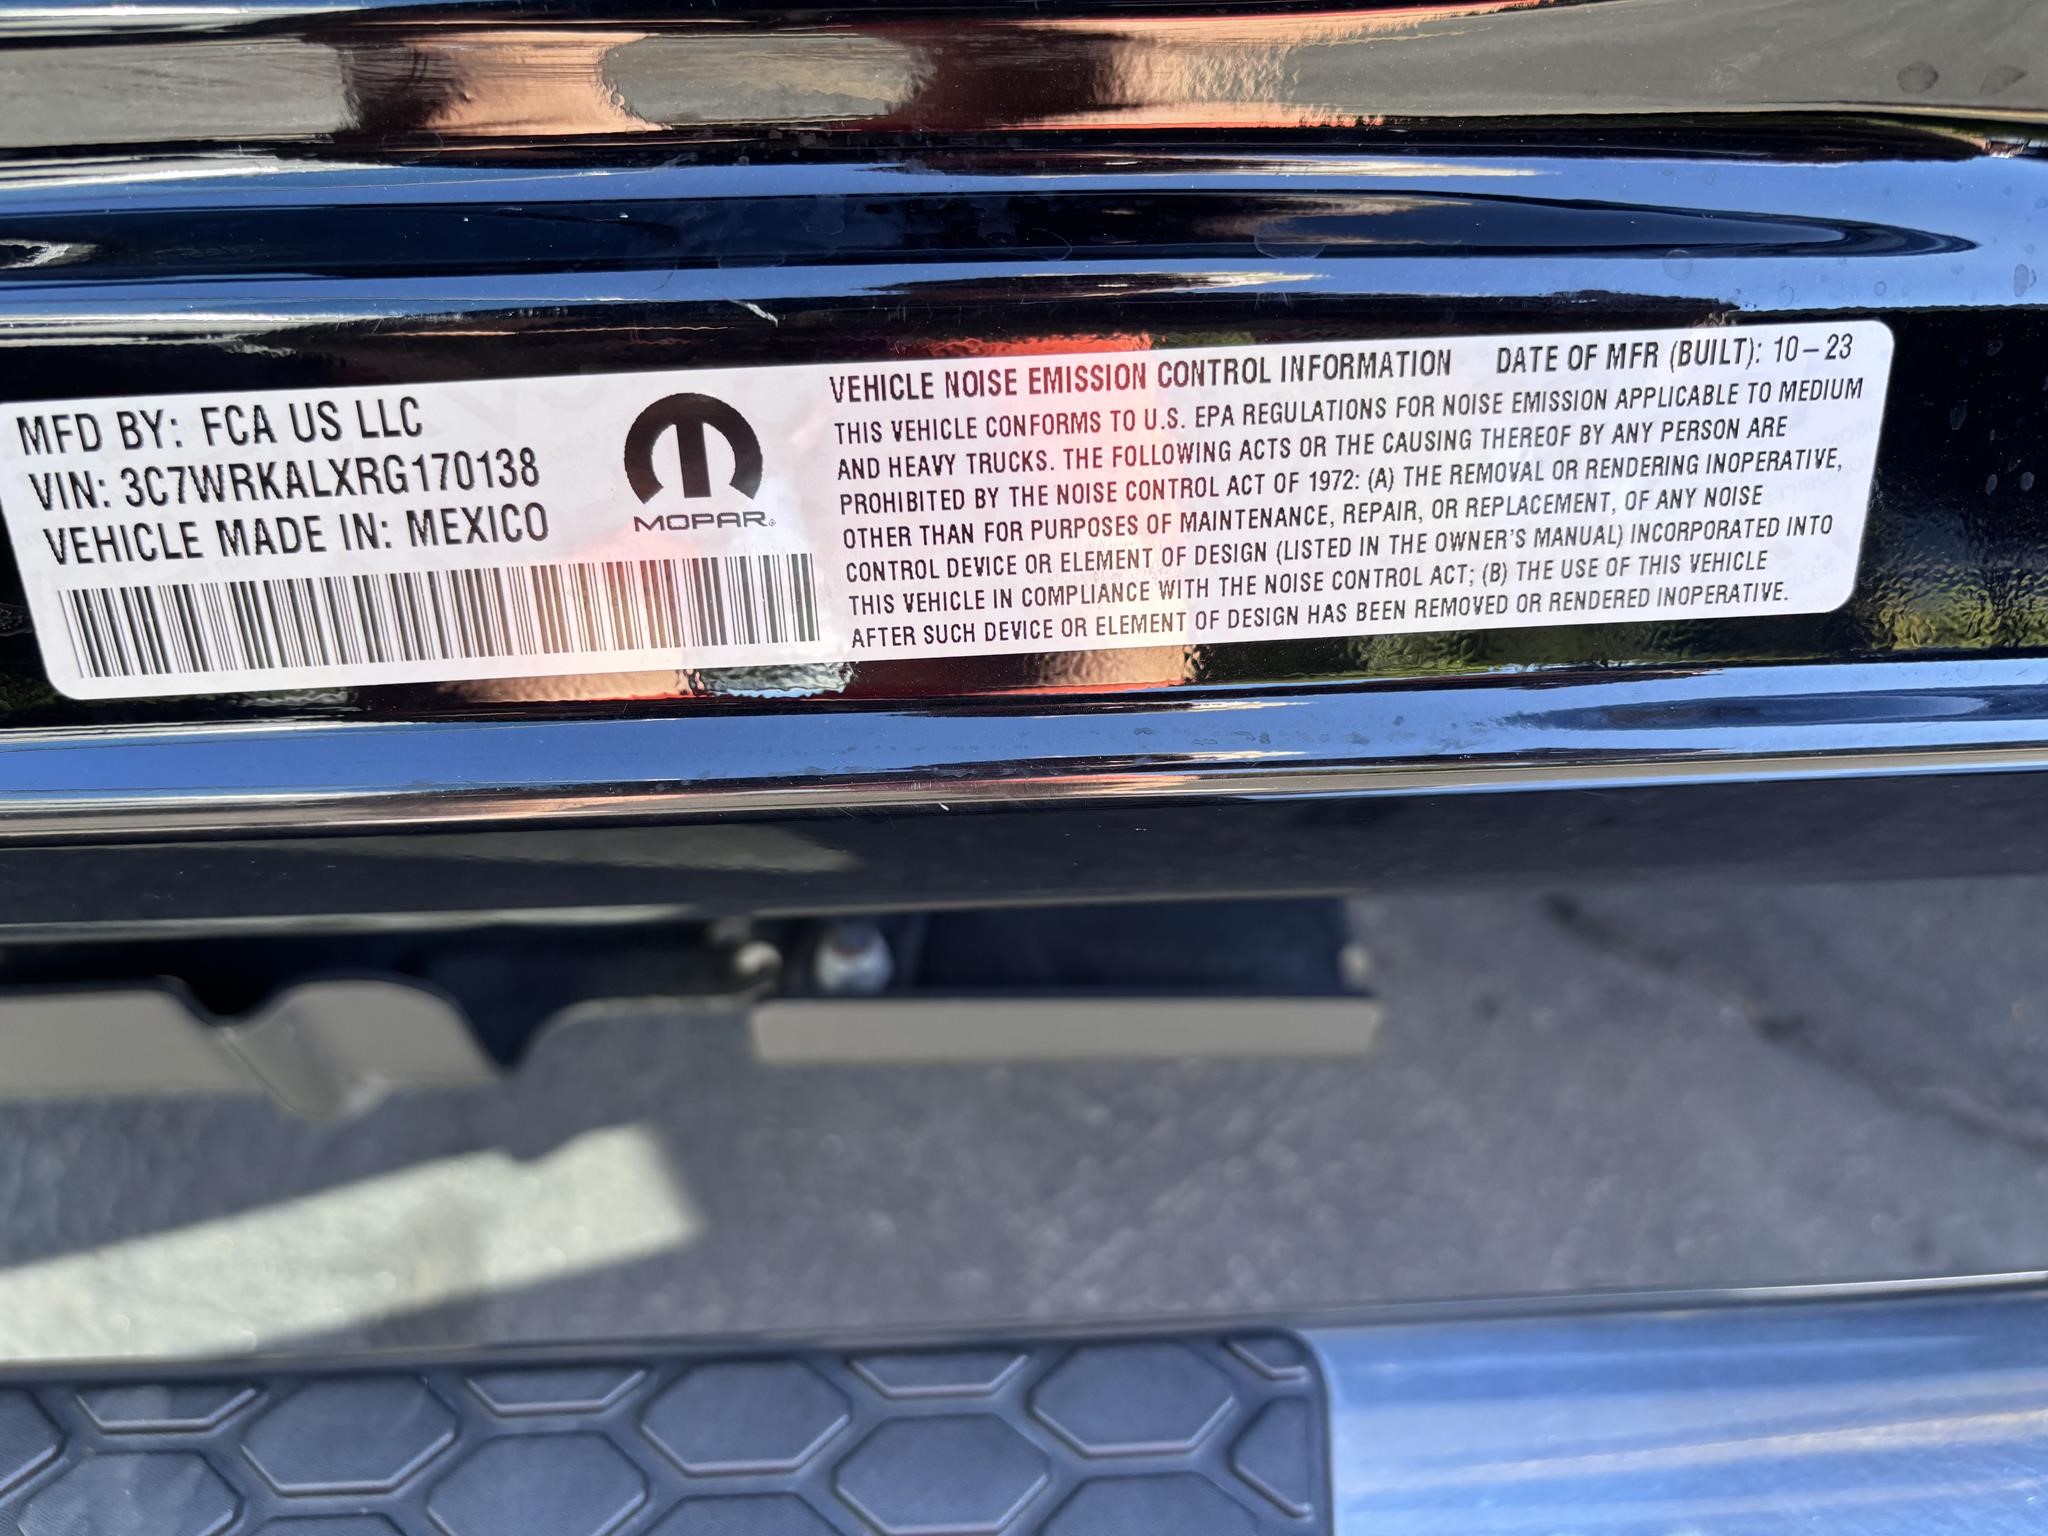 MFD BY: FCA US LLC
VIN: 3C7WRKALXRG170138
VEHICLE MADE IN: MEXICO
MOPAR®
VEHICLE NOISE EMISSION CONTROL INFORMATION DATE OF MFR (BUILT): 10-23
THIS VEHICLE CONFORMS TO U.S. EPA REGULATIONS FOR NOISE EMISSION APPLICABLE TO MEDIUM
AND HEAVY TRUCKS. THE FOLLOWING ACTS OR THE CAUSING THEREOF BY ANY PERSON ARE
PROHIBITED BY THE NOISE CONTROL ACT OF 1972: (A) THE REMOVAL OR RENDERING INOPERATIVE,
OTHER THAN FOR PURPOSES OF MAINTENANCE, REPAIR, OR REPLACEMENT, OF ANY NOISE
CONTROL DEVICE OR ELEMENT OF DESIGN (LISTED IN THE OWNER'S MANUAL) INCORPORATED INTO
THIS VEHICLE IN COMPLIANCE WITH THE NOISE CONTROL ACT; (B) THE USE OF THIS VEHICLE
AFTER SUCH DEVICE OR ELEMENT OF DESIGN HAS BEEN REMOVED OR RENDERED INOPERATIVE.